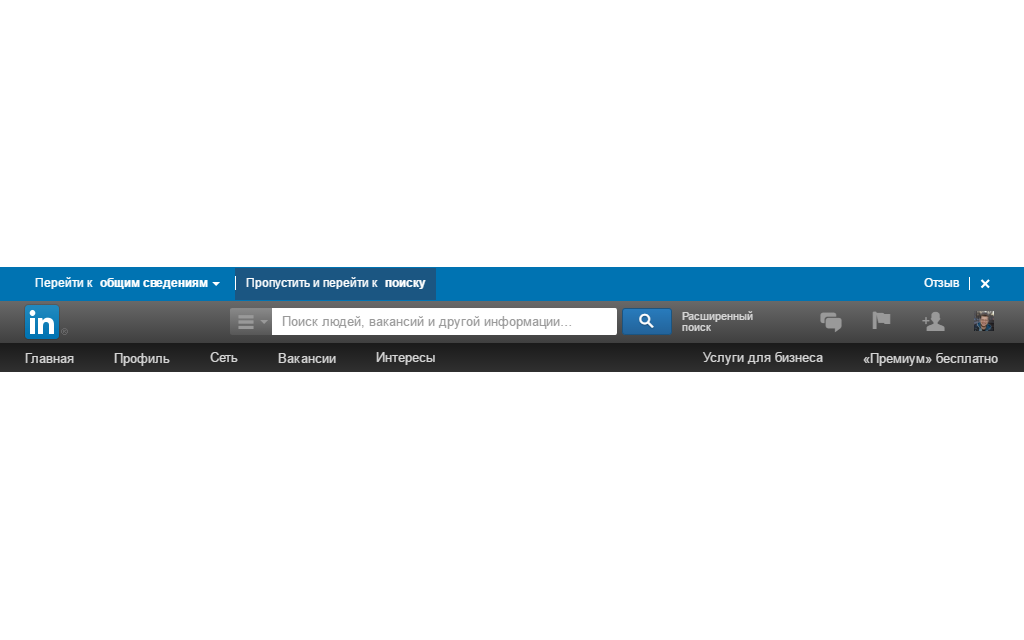 Перейти к общим сведениям Пропустить и перейти к поиску Отзыв ×
in ®
Поиск людей, вакансий и другой информации...
Расширенный
поиск
Главная Профиль Сеть Вакансии Интересы Услуги для бизнеса «Премиум» бесплатно